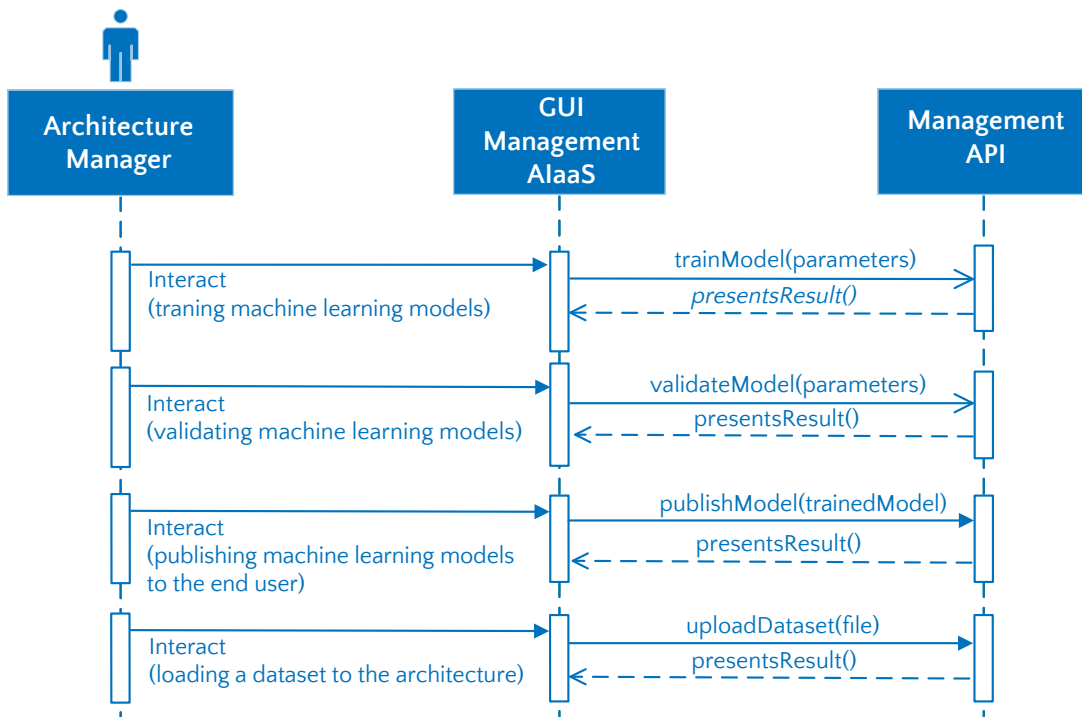 Architecture
Manager
GUI
Management
AIaaS
Management
API
Interact
(traning machine learning models)
trainModel(parameters)
presentsResult()
Interact
(validating machine learning models)
validateModel(parameters)
presentsResult()
Interact
(publishing machine learning models
to the end user)
publishModel(trainedModel)
presentsResult()
Interact
(loading a dataset to the architecture)
uploadDataset(file)
presentsResult()